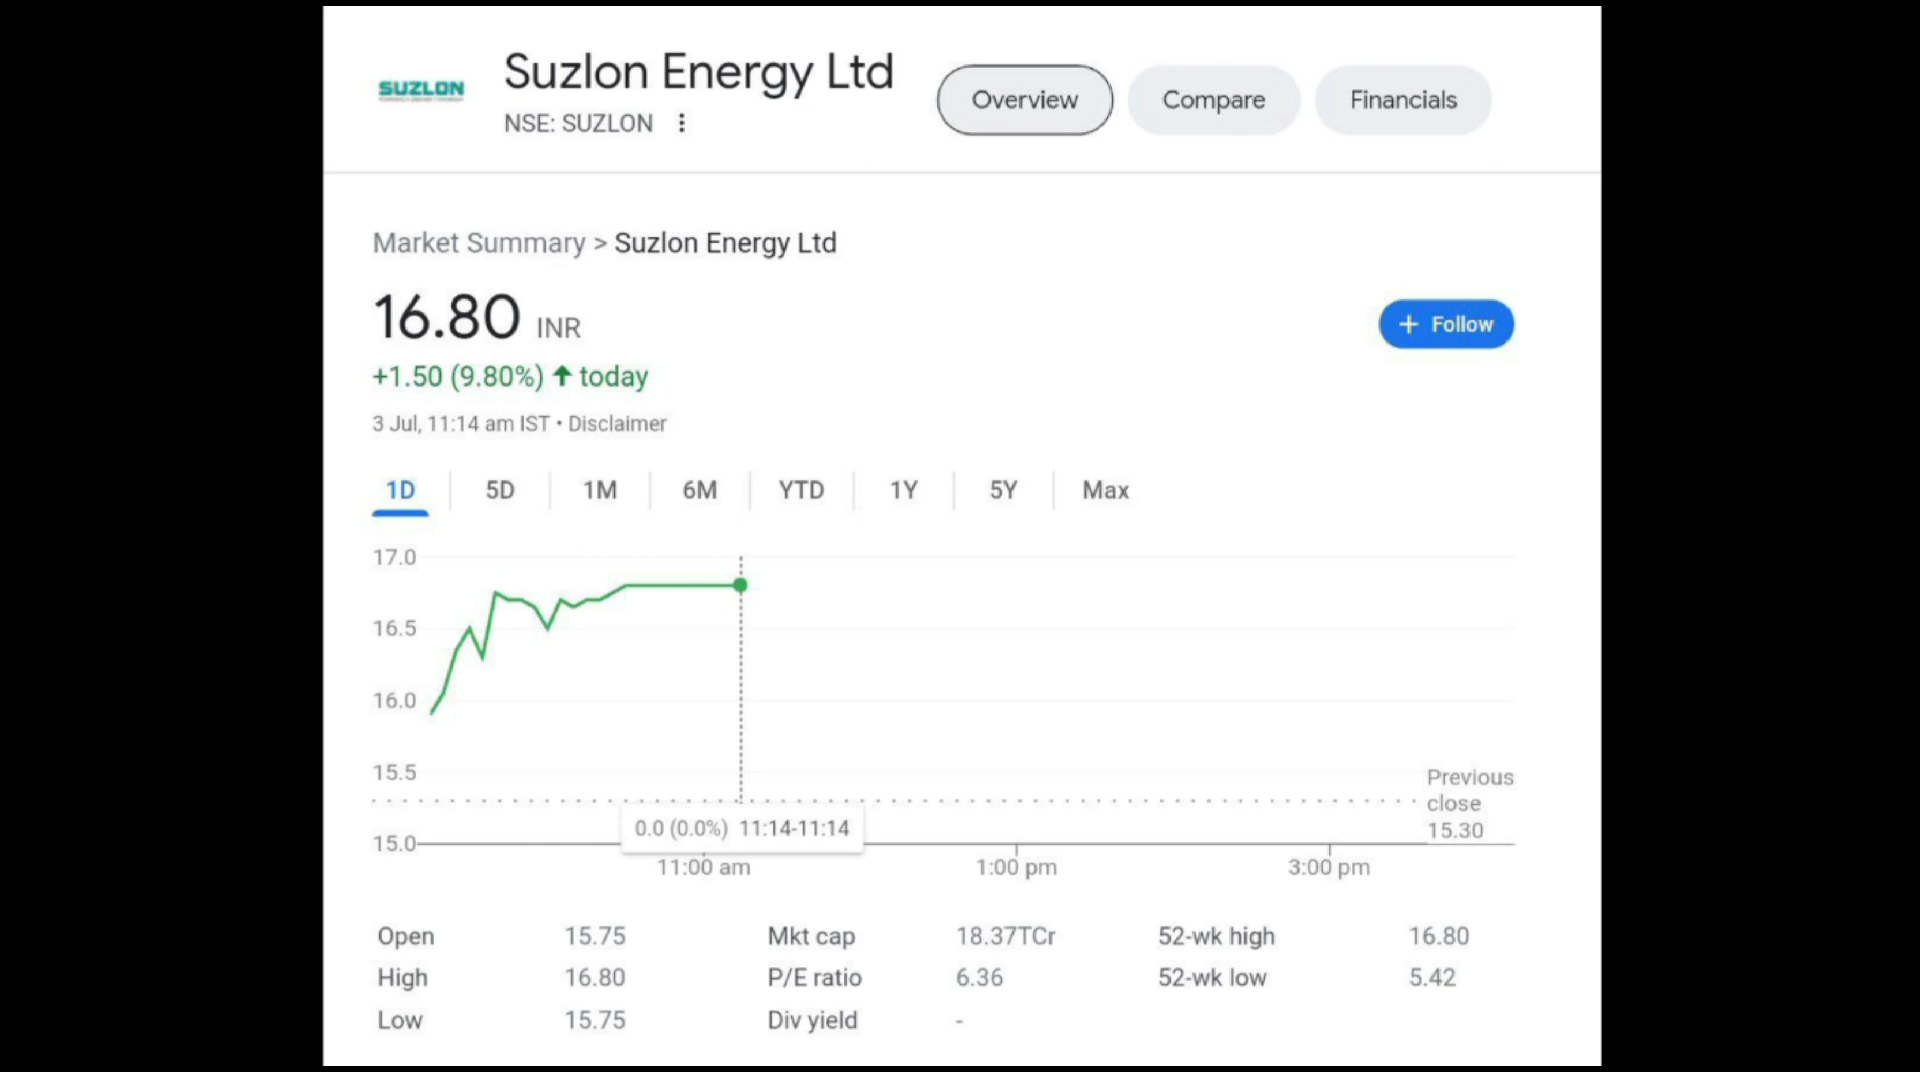 SUZLON
Suzlon Energy Ltd
NSE: SUZLON
Overview
Compare
Financials
Market Summary > Suzlon Energy Ltd
16.80 INR
+ Follow
+1.50 (9.80%) ↑ today
3 Jul, 11:14 am IST • Disclaimer
1D 5D 1M 6M YTD 1Y 5Y Max
17.0
16.5
16.0
15.5
15.0
Previous
close
15.30
0.0 (0.0%) 11:14-11:14
11:00 am 1:00 pm 3:00 pm
Open 15.75 Mkt cap 18.37TCr 52-wk high 16.80
High 16.80 P/E ratio 6.36 52-wk low 5.42
Low 15.75 Div yield -